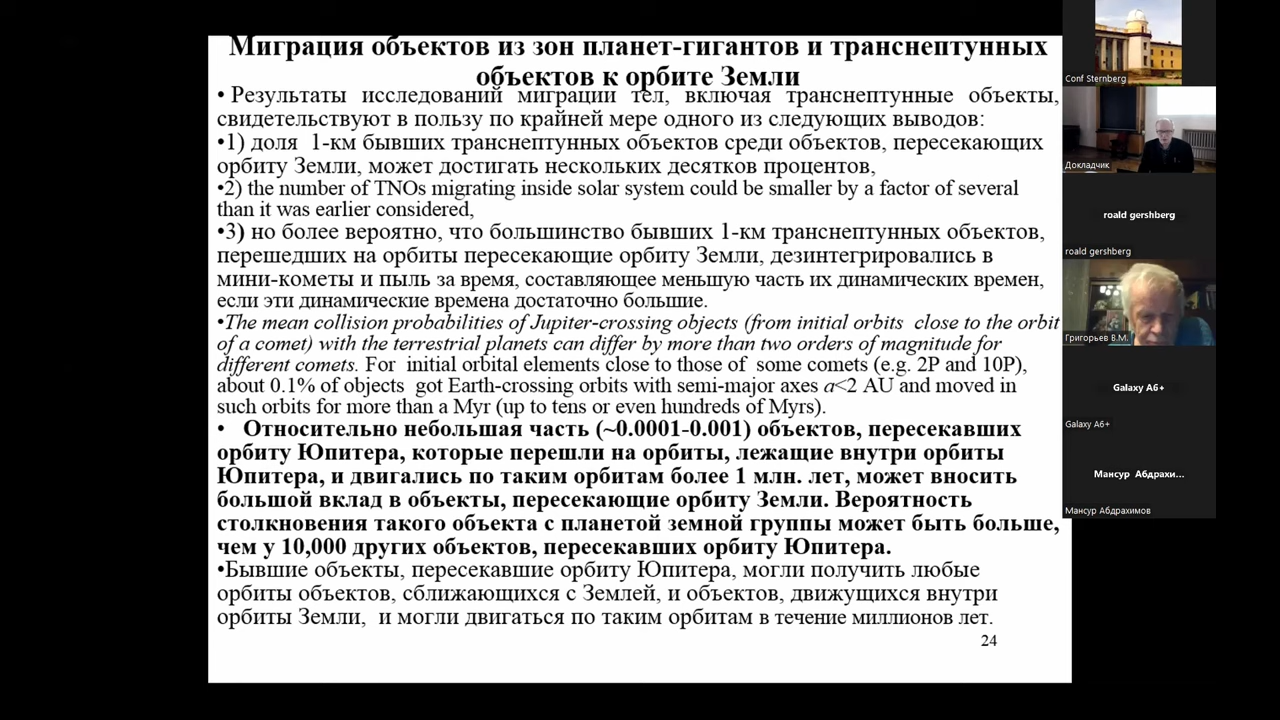 Миграция объектов из зон планет-гигантов и транснептунных
объектов к орбите Земли
• Результаты исследований миграции тел, включая транснептунные объекты,
свидетельствуют в пользу по крайней мере одного из следующих выводов:
•1) доля 1-км бывших транснептунных объектов среди объектов, пересекающих
орбиту Земли, может достигать нескольких десятков процентов,
•2) the number of TNOs migrating inside solar system could be smaller by a factor of several
than it was earlier considered,
•3) но более вероятно, что большинство бывших 1-км транснептунных объектов,
перешедших на орбиты пересекающие орбиту Земли, дезинтегрировались в
мини-кометы и пыль за время, составляющее меньшую часть их динамических времен,
если эти динамические времена достаточно большие.
•The mean collision probabilities of Jupiter-crossing objects (from initial orbits close to the orbit
of a comet) with the terrestrial planets can differ by more than two orders of magnitude for
different comets. For initial orbital elements close to those of some comets (e.g. 2P and 10P),
about 0.1% of objects got Earth-crossing orbits with semi-major axes a<2 AU and moved in
such orbits for more than a Myr (up to tens or even hundreds of Myrs).
• Относительно небольшая часть (~0.0001-0.001) объектов, пересекавших
орбиту Юпитера, которые перешли на орбиты, лежащие внутри орбиты
Юпитера, и двигались по таким орбитам более 1 млн. лет, может вносить
большой вклад в объекты, пересекающие орбиту Земли. Вероятность
столкновения такого объекта с планетой земной группы может быть больше,
чем у 10,000 других объектов, пересекавших орбиту Юпитера.
•Бывшие объекты, пересекавшие орбиту Юпитера, могли получить любые
орбиты объектов, сближающихся с Землей, и объектов, движущихся внутри
орбиты Земли, и могли двигаться по таким орбитам в течение миллионов лет.
24
Conf Sternberg
Докладчик
roald gershberg
roald gershberg
Григорьев В.М.
Galaxy A6+
Galaxy A6+
Мансур Абдрахи...
Мансур Абдрахимов